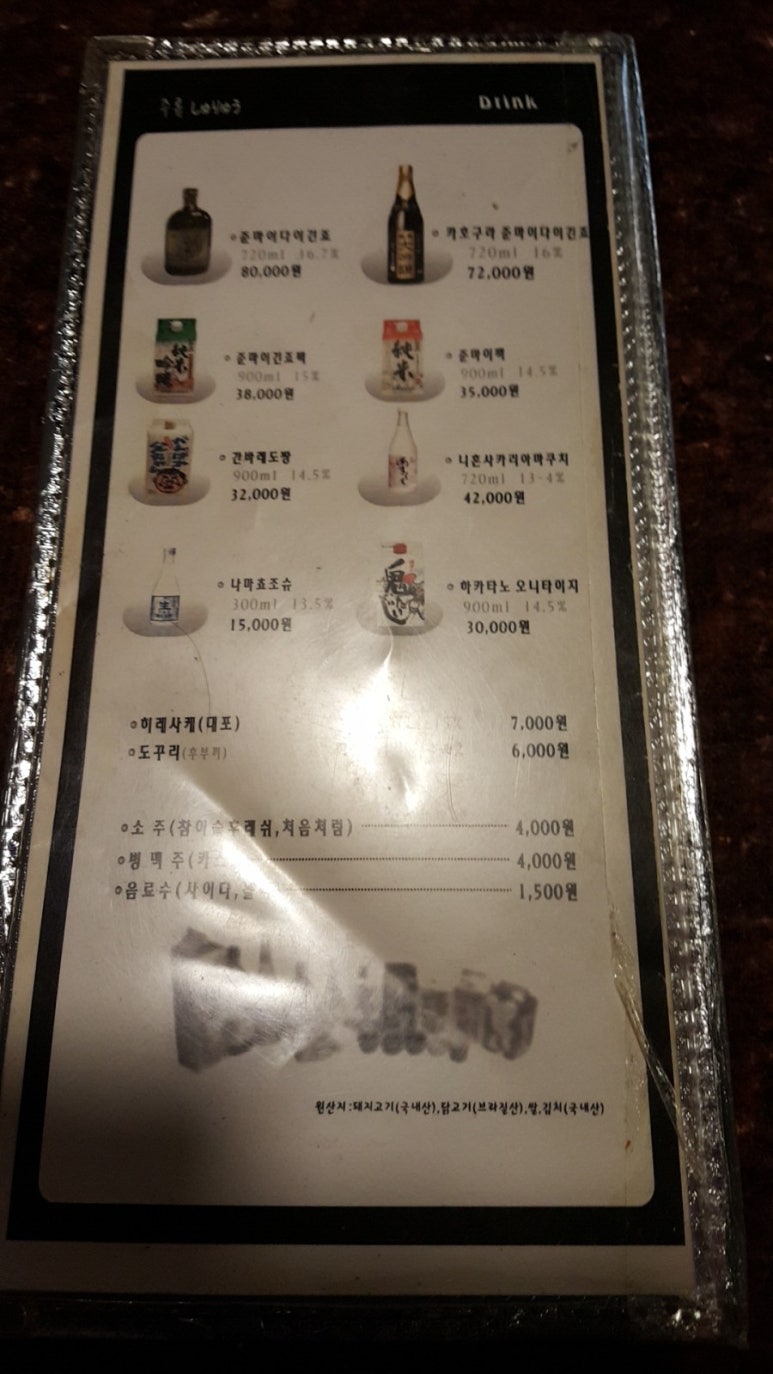 주류 Drink
준마이다이긴죠
720ml 16.7%
80,000원
카호구라 준마이다이긴죠
720ml 16%
72,000원
준마이긴죠팩
900ml 15%
38,000원
준마이팩
900ml 14.5%
35,000원
간바레도짱
900ml 14.5%
32,000원
니혼사카리아마쿠치
720ml 13~4%
42,000원
나마쵸조슈
300ml 13.5%
15,000원
하카타노 오니타이지
900ml 14.5%
30,000원
히레사케(대포) 7,000원
도꾸리 6,000원
소 주(참이슬후레쉬,처음처럼) 4,000원
병 맥 주 4,000원
음료수(사이다, 1,500원
원산지:돼지고기(국내산),닭고기(브라질산),쌀,김치(국내산)